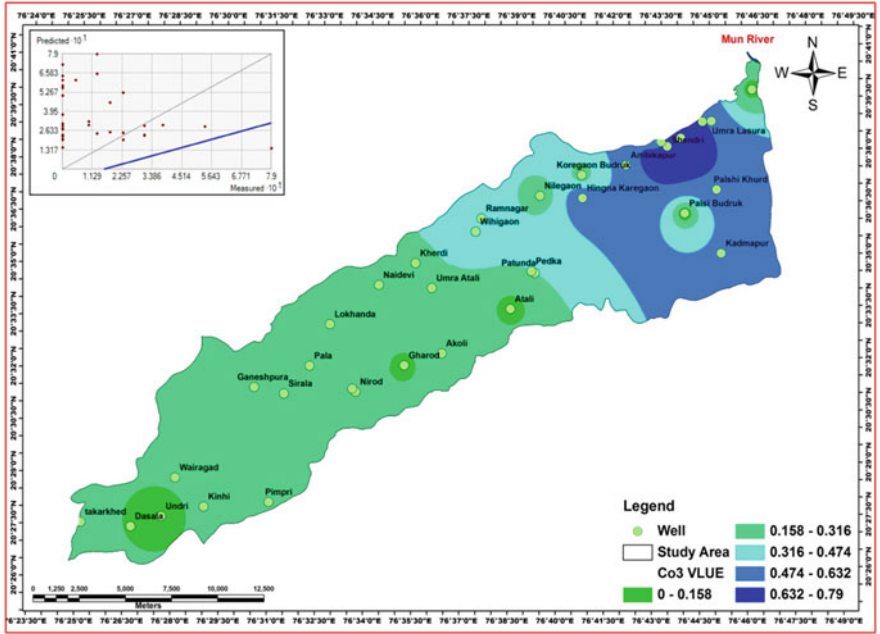 76°24'0"E 76°25'30"E 76°27'0"E 76°28'30"E 76°30'0"E 76°31'30"E 76°33'0"E 76°34'30"E 76°36'0"E 76°37'30"E 76°39'0"E 76°40'30"E 76°42'0"E 76°43'30"E 76°45'0"E 76°46'30"E 76°48'0"E 76°49'30"E
Predicted ·10¹
7.9
6.583
5.267
3.95
2.633
1.317
0 1.129 2.257 3.386 4.514 5.643 6.771 7.9
Measured ·10¹
Mun River
N
W E
S
Umra Lasura
Ambikapur
Koregaon Budruk
Nilegaon
Hingna Karegaon
Palshi Khurd
Palsi Budruk
Ramnagar
Wihigaon
Kadmapur
Kherdi
Patunda Pedka
Naidevi
Umra Atali
Atali
Lokhanda
Akoli
Pala
Gharod
Ganeshpura
Sirala
Nirod
Wairagad
Kinhi
Pimpri
takarkhed
Dasala
Undri
Legend
Well
Study Area
Co3 VLUE
0 - 0.158
0.158 - 0.316
0.316 - 0.474
0.474 - 0.632
0.632 - 0.79
0 1,250 2,500 5,000 7,500 10,000 12,500
Meters
76°23'30"E 76°25'0"E 76°26'30"E 76°28'0"E 76°29'30"E 76°31'0"E 76°32'30"E 76°34'0"E 76°35'30"E 76°37'0"E 76°38'30"E 76°40'0"E 76°41'30"E 76°43'0"E 76°44'30"E 76°46'0"E 76°47'30"E 76°49'0"E